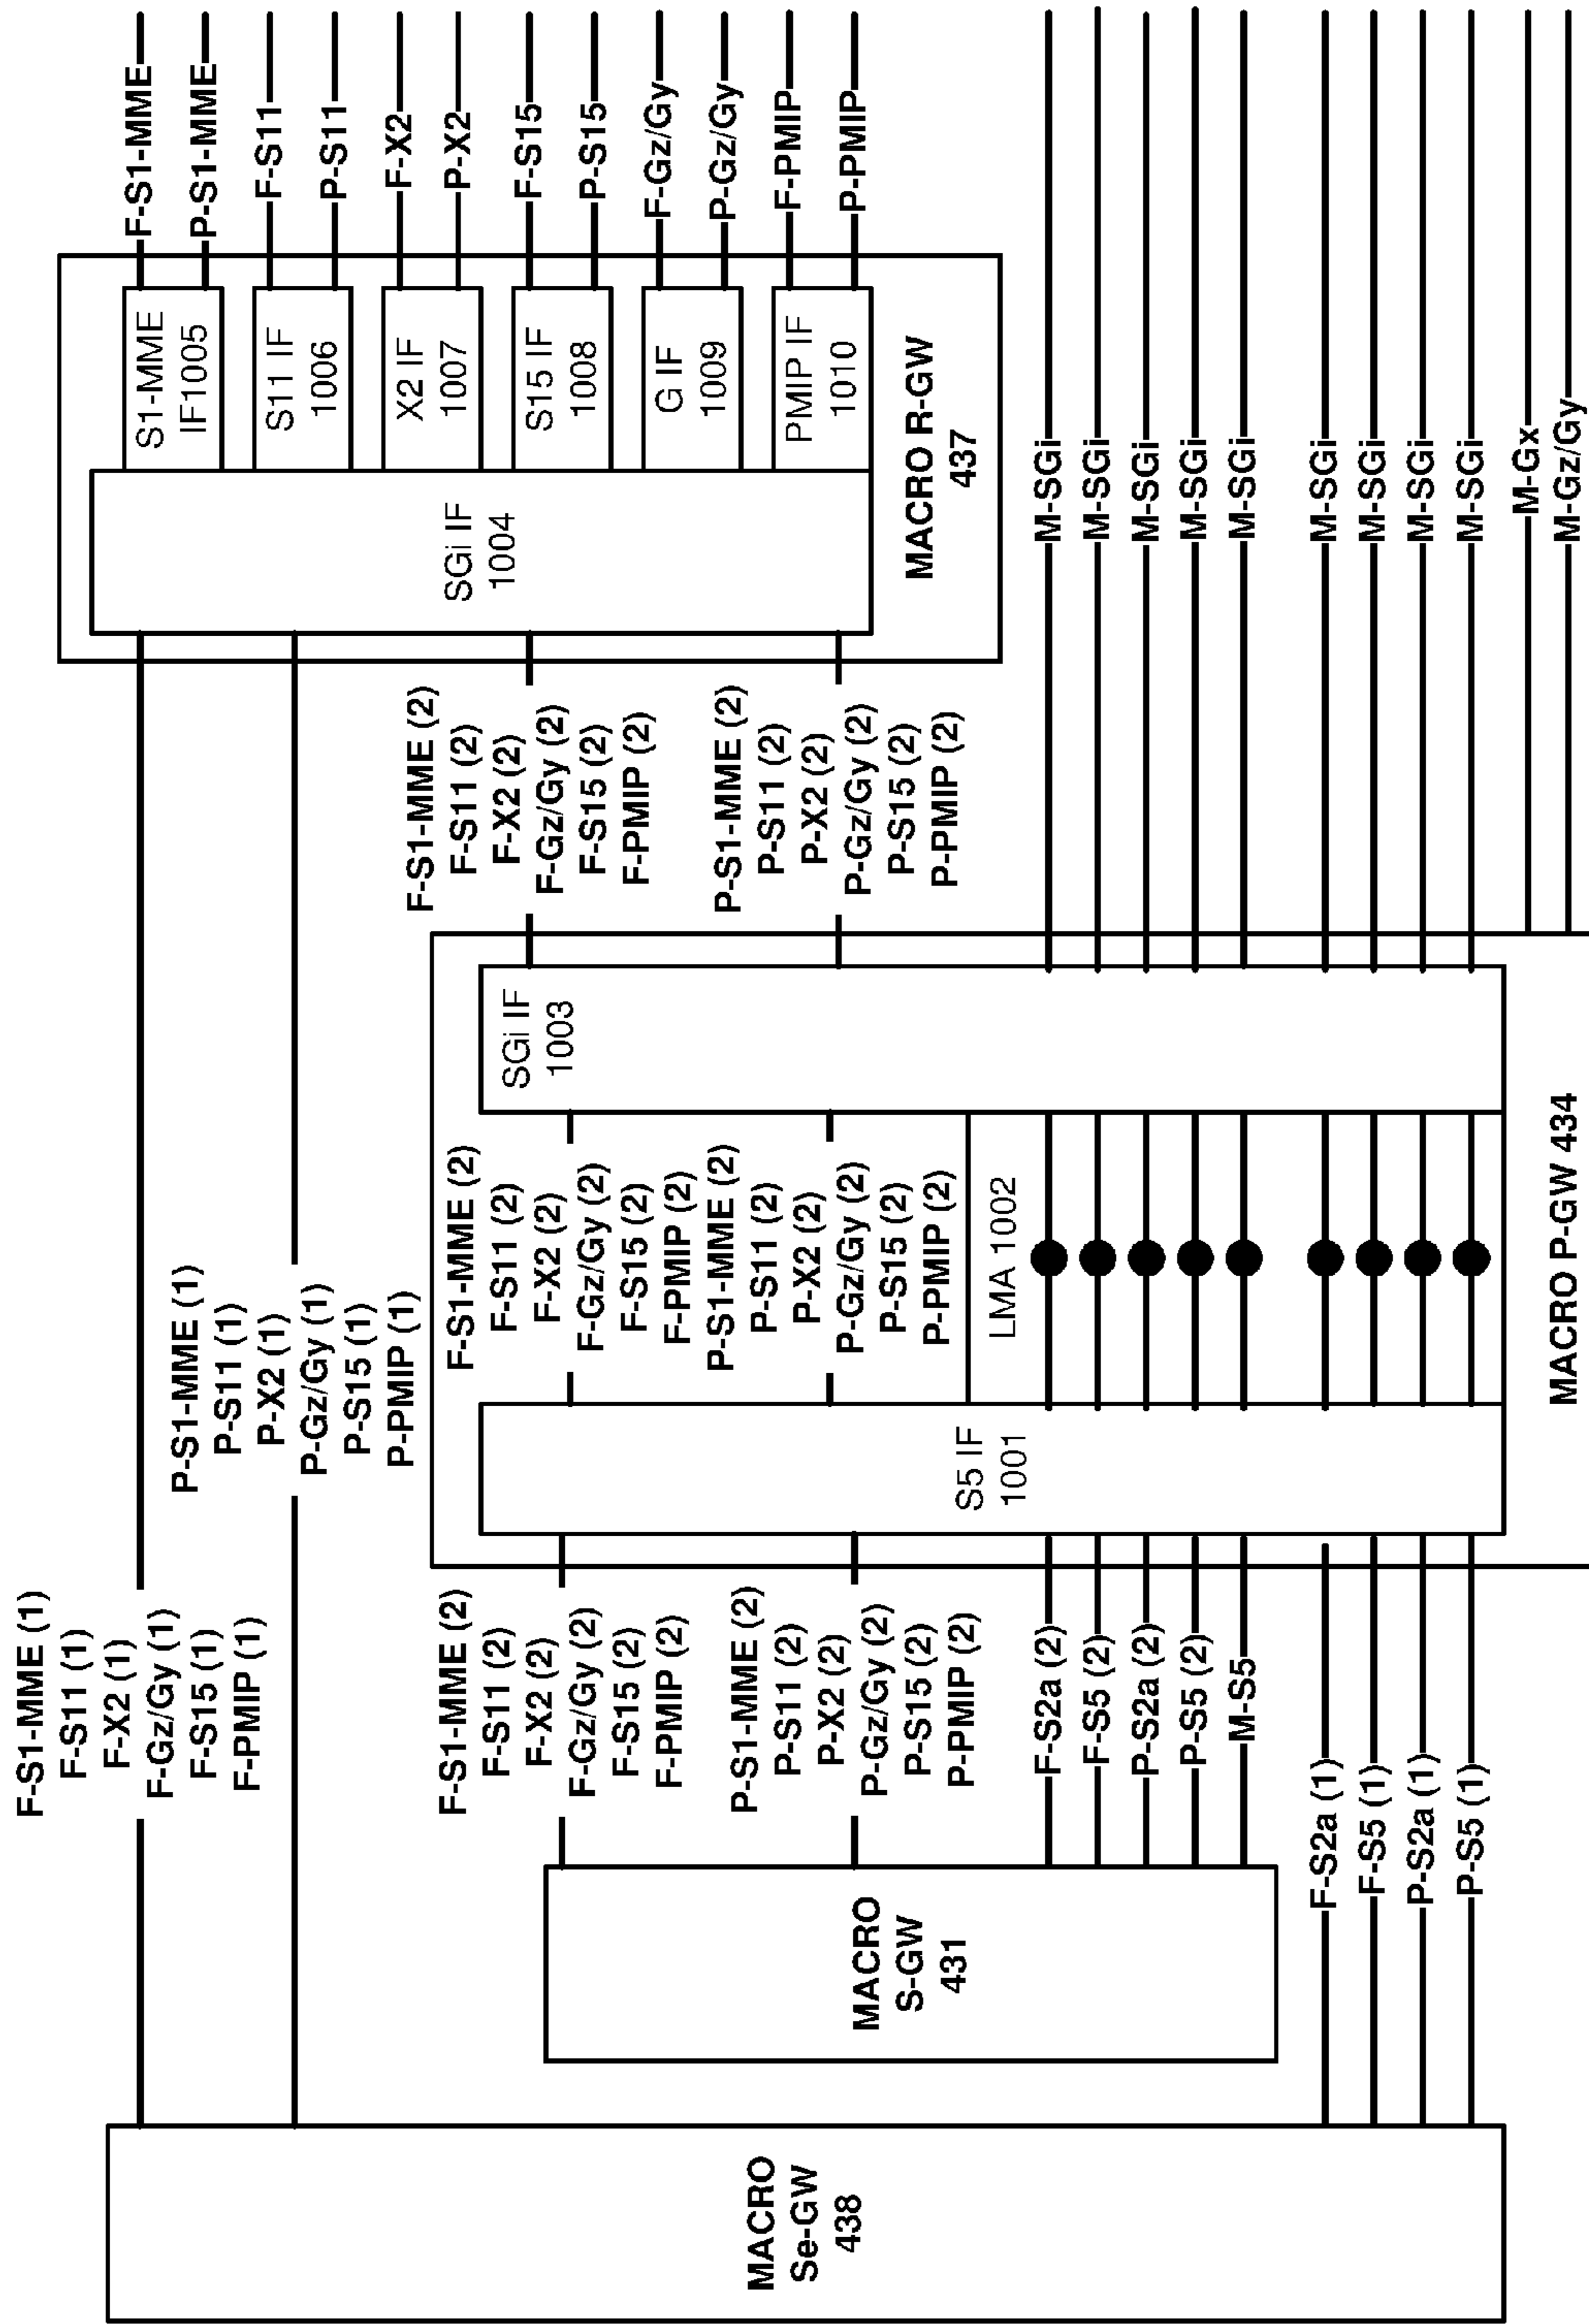 F-S1-MME (1)
F-S11 (1)
F-X2 (1)
F-Gz/Gy (1)
F-S15 (1)
F-PMIP (1)
P-S1-MME (1)
P-S11 (1)
P-X2 (1)
P-Gz/Gy (1)
P-S15 (1)
P-PMIP (1)
MACRO
Se-GW
438
MACRO
S-GW
431
F-S1-MME (2)
F-S11 (2)
F-X2 (2)
F-Gz/Gy (2)
F-S15 (2)
F-PMIP (2)
P-S1-MME (2)
P-S11 (2)
P-X2 (2)
P-Gz/Gy (2)
P-S15 (2)
P-PMIP (2)
F-S2a (2)
F-S5 (2)
P-S2a (2)
P-S5 (2)
M-S5
F-S2a (1)
F-S5 (1)
P-S2a (1)
P-S5 (1)
S5 IF
1001
F-S1-MME (2)
F-S11 (2)
F-X2 (2)
F-Gz/Gy (2)
F-S15 (2)
F-PMIP (2)
P-S1-MME (2)
P-S11 (2)
P-X2 (2)
P-Gz/Gy (2)
P-S15 (2)
P-PMIP (2)
LMA 1002
SGi IF
1003
MACRO P-GW 434
F-S1-MME (2)
F-S11 (2)
F-X2 (2)
F-Gz/Gy (2)
F-S15 (2)
F-PMIP (2)
P-S1-MME (2)
P-S11 (2)
P-X2 (2)
P-Gz/Gy (2)
P-S15 (2)
P-PMIP (2)
SGi IF
1004
S1-MME
IF1005
S11 IF
1006
X2 IF
1007
S15 IF
1008
G IF
1009
PMIP IF
1010
MACRO R-GW
437
F-S1-MME
P-S1-MME
F-S11
P-S11
F-X2
P-X2
F-S15
P-S15
F-Gz/Gy
P-Gz/Gy
F-PMIP
P-PMIP
M-SGi
M-SGi
M-SGi
M-SGi
M-SGi
M-SGi
M-SGi
M-SGi
M-SGi
M-Gx
M-Gz/Gy